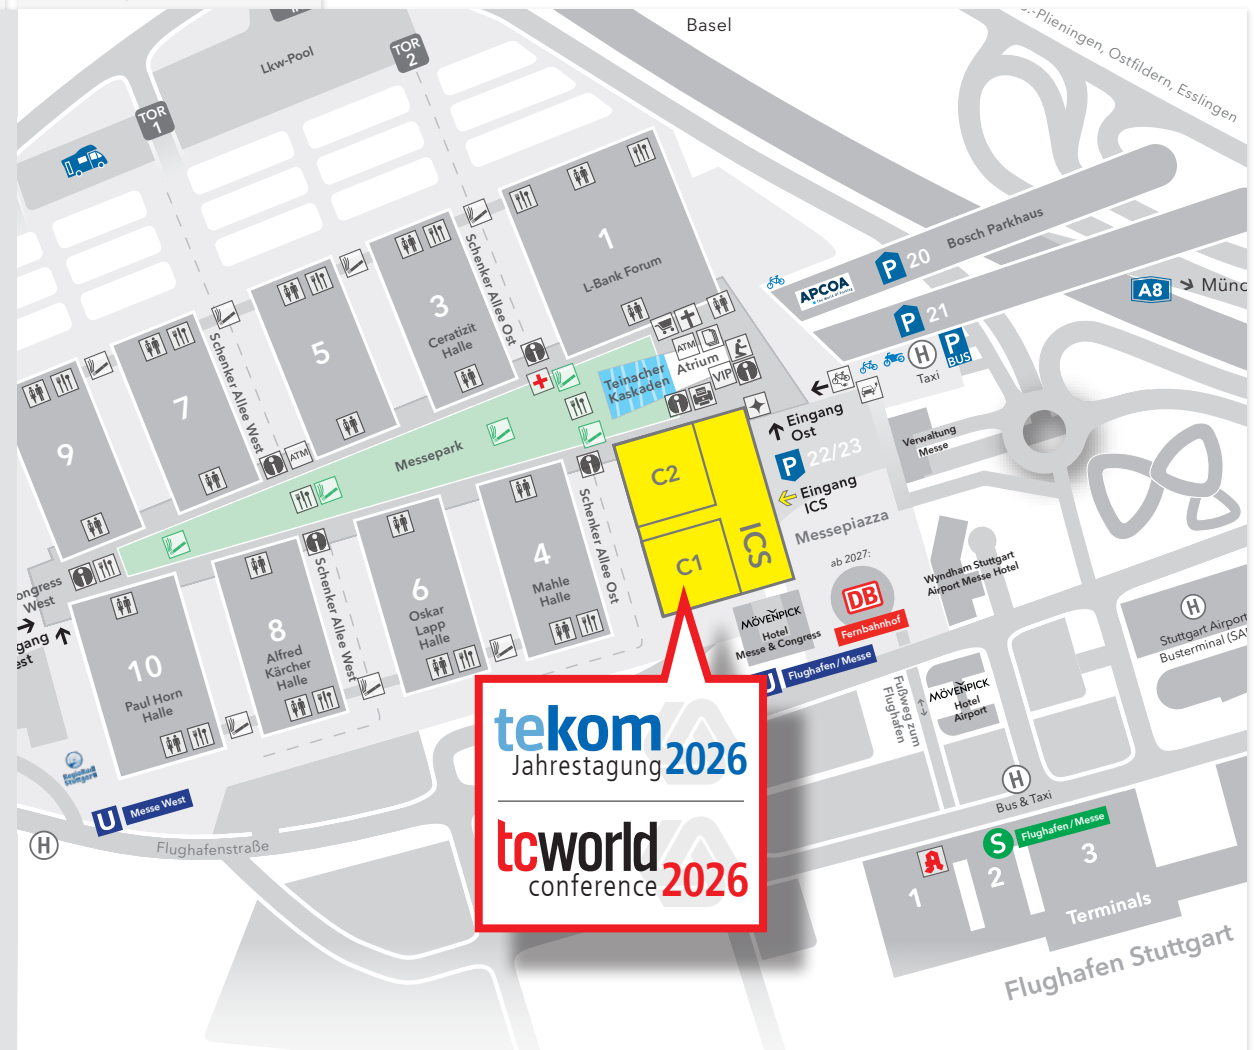 Basel
.-Plieningen, Ostfildern, Esslingen
Lkw-Pool
TOR
1
TOR
2
1
L-Bank Forum
3
Ceratizit
Halle
5
7
9
Schenker Allee Ost
Schenker Allee West
Bosch Parkhaus
P 20
APCOA
P 21
A8
Münc
H
P
BUS
Taxi
ATM
Atrium
VIP
Teinacher
Kaskaden
Messepark
ATM
Eingang
Ost
P 22/23
Eingang
ICS
Messepiazza
Verwaltung
Messe
C2
C1
ICS
4
Mahle
Halle
6
Oskar
Lapp
Halle
8
Alfred
Kärcher
Halle
10
Paul Horn
Halle
Schenker Allee Ost
Schenker Allee West
ongress
West
gang
est
ab 2027:
DB
Fernbahnhof
Wyndham Stuttgart
Airport Messe Hotel
MÖVENPICK
Hotel
Messe & Congress
U Flughafen/Messe
H
Stuttgart Airport
Busterminal (SA
Fußweg zum
Flughafen
MÖVENPICK
Hotel
Airport
tekom
Jahrestagung 2026
tcworld
conference 2026
RegioRad
Stuttgart
U Messe West
H
Flughafenstraße
H
Bus & Taxi
S Flughafen/Messe
1
2
3
Terminals
Flughafen Stuttgart